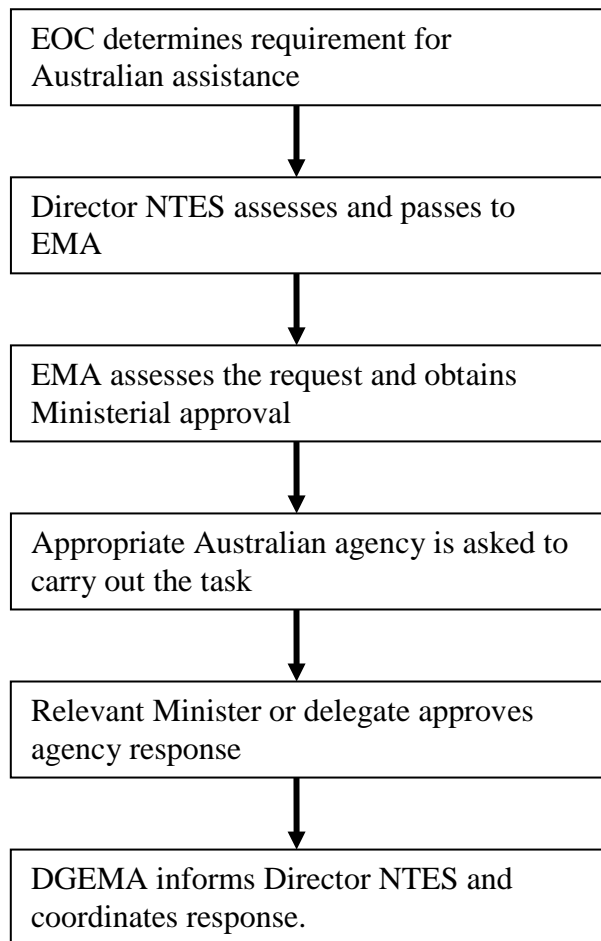 EOC determines requirement for
Australian assistance
Director NTES assesses and passes to
EMA
EMA assesses the request and obtains
Ministerial approval
Appropriate Australian agency is asked to
carry out the task
Relevant Minister or delegate approves
agency response
DGEMA informs Director NTES and
coordinates response.